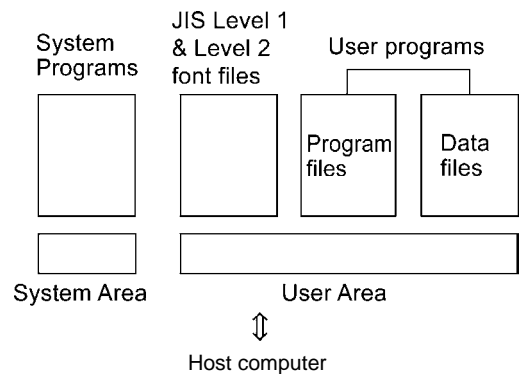 System
Programs
JIS Level 1
& Level 2
font files
User programs
Program
files
Data
files
System Area
User Area
Host computer